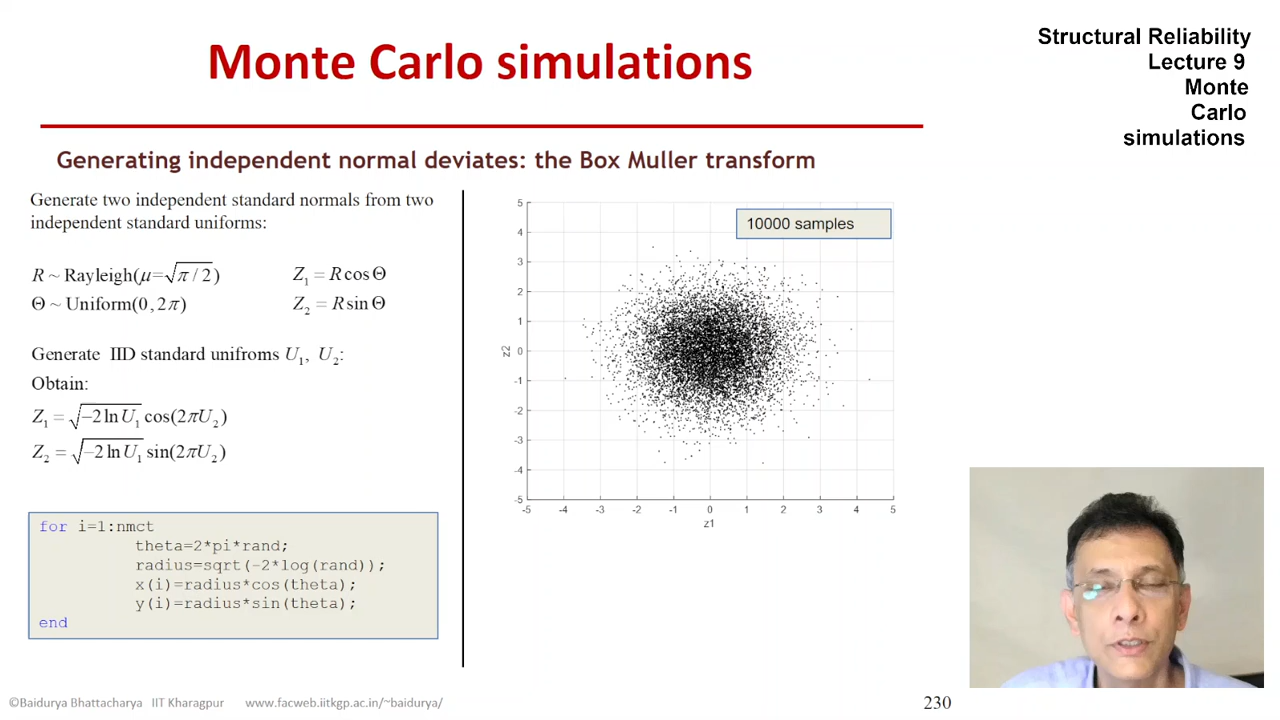 Monte Carlo simulations
Structural Reliability
Lecture 9
Monte
Carlo
simulations
Generating independent normal deviates: the Box Muller transform
Generate two independent standard normals from two
independent standard uniforms:
R ~ Rayleigh(μ=√π / 2)
Z₁ = R cos Θ
Θ ~ Uniform(0, 2π)
Z₂ = R sin Θ
Generate IID standard unifroms U₁, U₂:
Obtain:
Z₁ = √−2 ln U₁ cos(2πU₂)
Z₂ = √−2 ln U₁ sin(2πU₂)
for i=1:nmct
theta=2*pi*rand;
radius=sqrt(-2*log(rand));
x(i)=radius*cos(theta);
y(i)=radius*sin(theta);
end
10000 samples
5
4
3
2
1
0
-1
-2
-3
-4
-5
z2
-5 -4 -3 -2 -1 0 1 2 3 4 5
z1
©Baidurya Bhattacharya IIT Kharagpur www.facweb.iitkgp.ac.in/~baidurya/
230